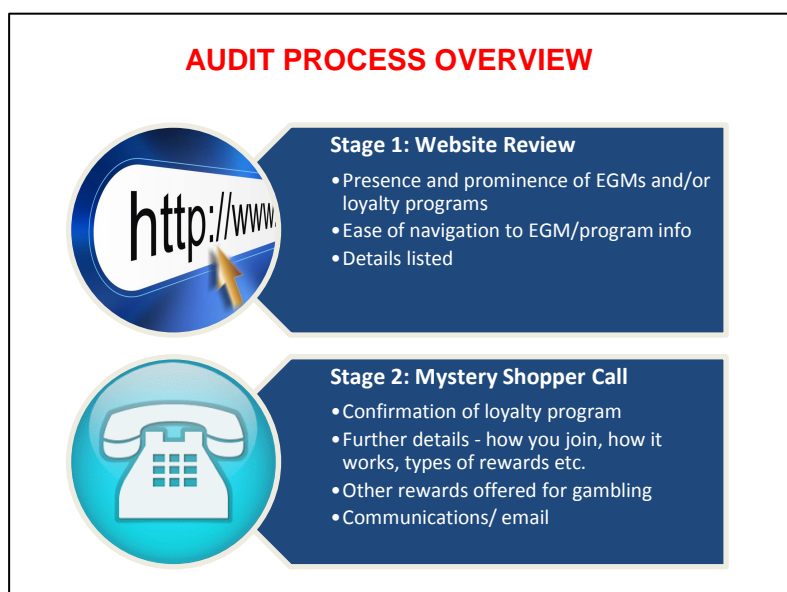 AUDIT PROCESS OVERVIEW
http://www.
Stage 1: Website Review
•Presence and prominence of EGMs and/or
loyalty programs
•Ease of navigation to EGM/program info
•Details listed
Stage 2: Mystery Shopper Call
•Confirmation of loyalty program
•Further details - how you join, how it
works, types of rewards etc.
•Other rewards offered for gambling
•Communications/ email